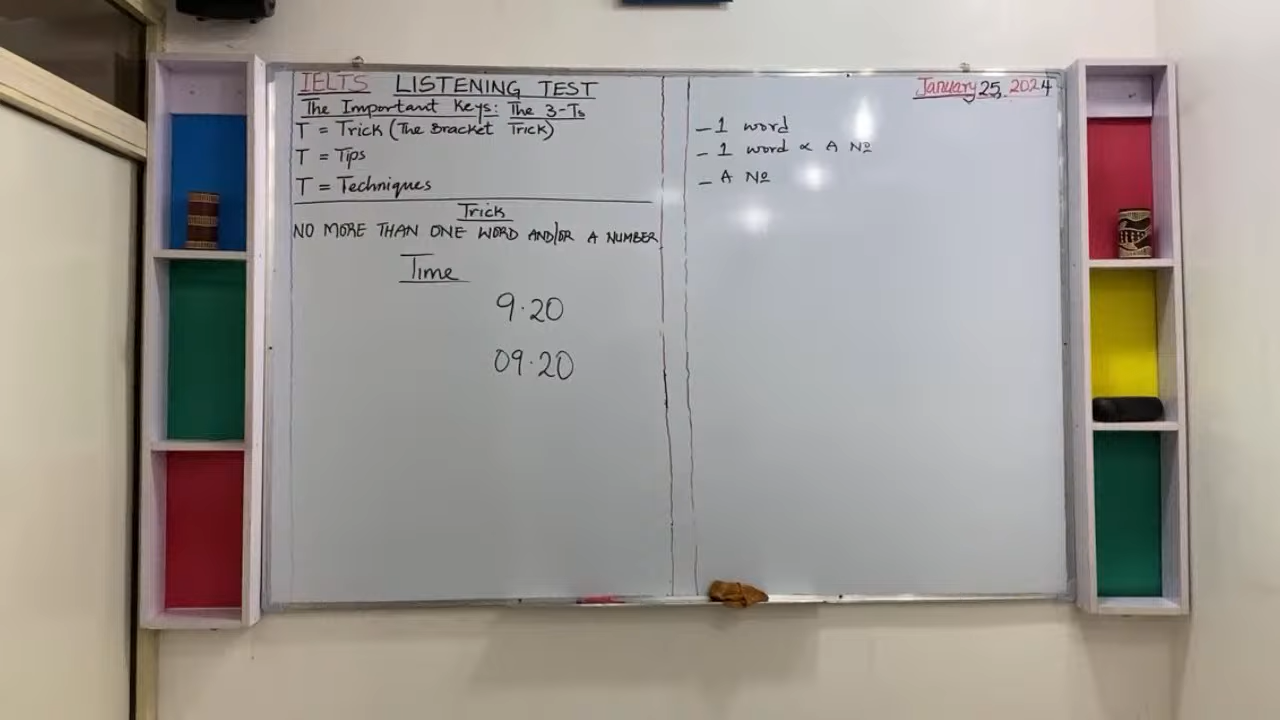 IELTS LISTENING TEST
The Important Keys: The 3-Ts
T = Trick (The Bracket Trick)
T = Tips
T = Techniques
Trick
NO MORE THAN ONE WORD AND/OR A NUMBER
Time
9.20
09.20
January 25, 2024
- 1 word
- 1 word & A №
- A №